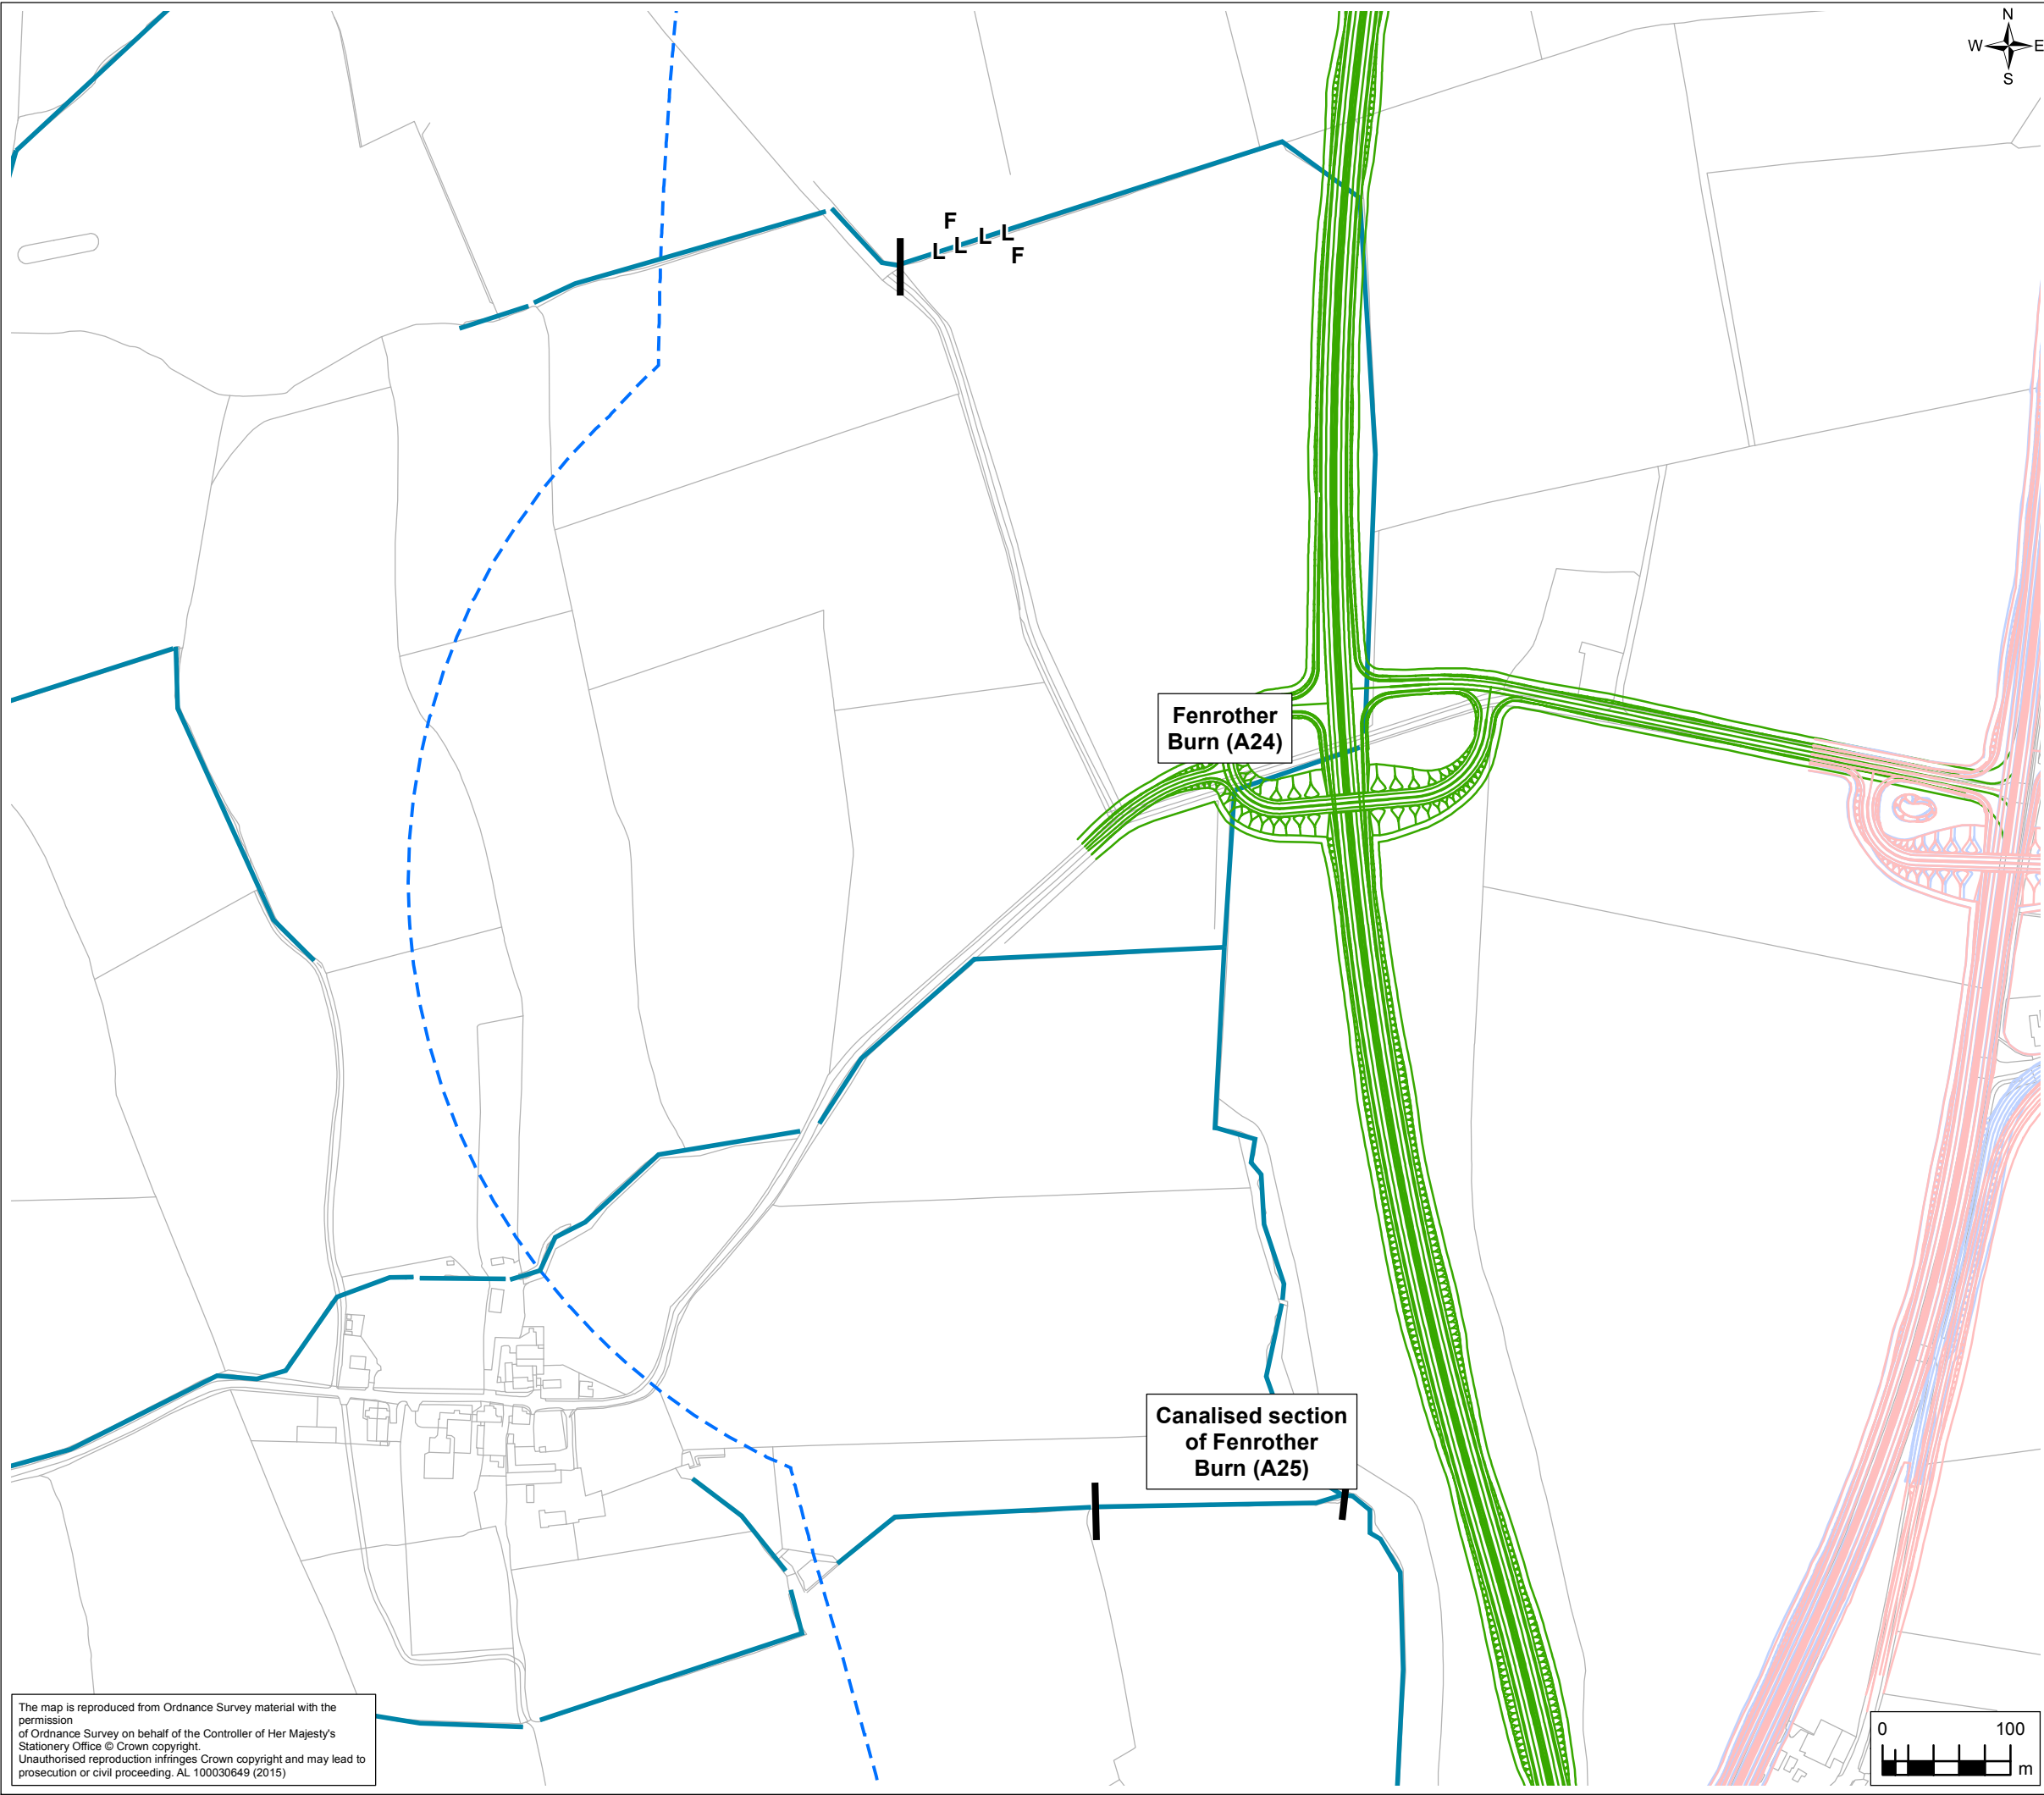 N
W E
S
F
L L L L
F
Fenrother
Burn (A24)
Canalised section
of Fenrother
Burn (A25)
The map is reproduced from Ordnance Survey material with the
permission
of Ordnance Survey on behalf of the Controller of Her Majesty's
Stationery Office © Crown copyright.
Unauthorised reproduction infringes Crown copyright and may lead to
prosecution or civil proceeding. AL 100030649 (2015)
0 100
m